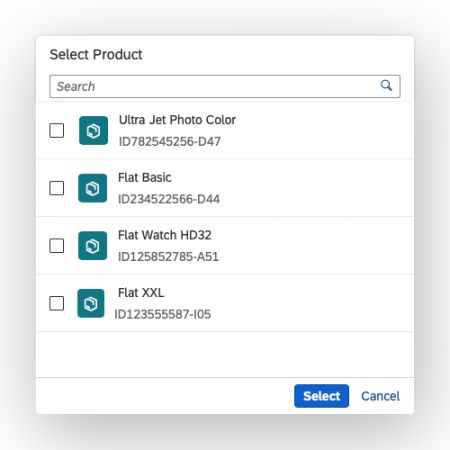 Select Product
Search
Ultra Jet Photo Color
ID782545256-D47
Flat Basic
ID234522566-D44
Flat Watch HD32
ID125852785-A51
Flat XXL
ID123555587-I05
Select Cancel